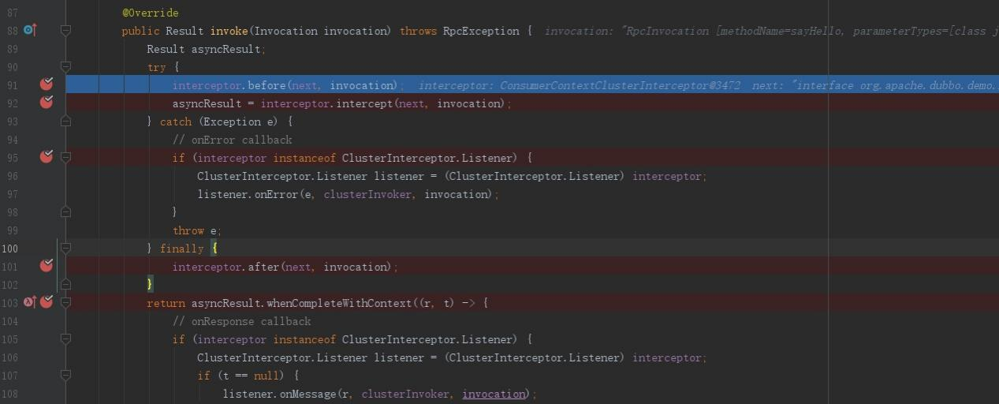 87 @Override
88 public Result invoke(Invocation invocation) throws RpcException { invocation: "RpcInvocation [methodName=sayHello, parameterTypes=[class j
89 Result asyncResult;
90 try {
91 interceptor.before(next, invocation); interceptor: ConsumerContextClusterInterceptor@3472 next: "interface org.apache.dubbo.demo.
92 asyncResult = interceptor.intercept(next, invocation);
93 } catch (Exception e) {
94 // onError callback
95 if (interceptor instanceof ClusterInterceptor.Listener) {
96 ClusterInterceptor.Listener listener = (ClusterInterceptor.Listener) interceptor;
97 listener.onError(e, clusterInvoker, invocation);
98 }
99 throw e;
100 } finally {
101 interceptor.after(next, invocation);
102 }
103 return asyncResult.whenCompleteWithContext((r, t) -> {
104 // onResponse callback
105 if (interceptor instanceof ClusterInterceptor.Listener) {
106 ClusterInterceptor.Listener listener = (ClusterInterceptor.Listener) interceptor;
107 if (t == null) {
108 listener.onMessage(r, clusterInvoker, invocation);